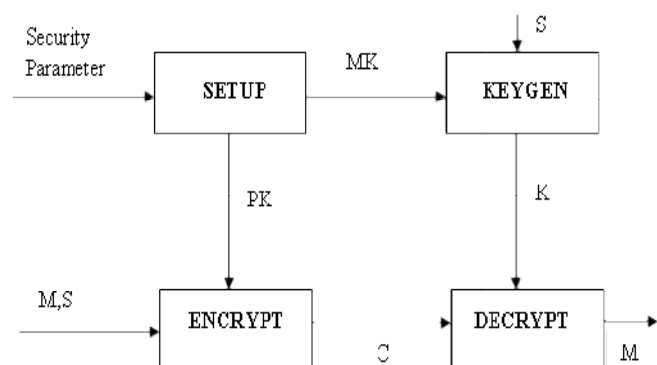 Security
Parameter
SETUP
MK
S
KEYGEN
PK
K
M,S
ENCRYPT
C
DECRYPT
M